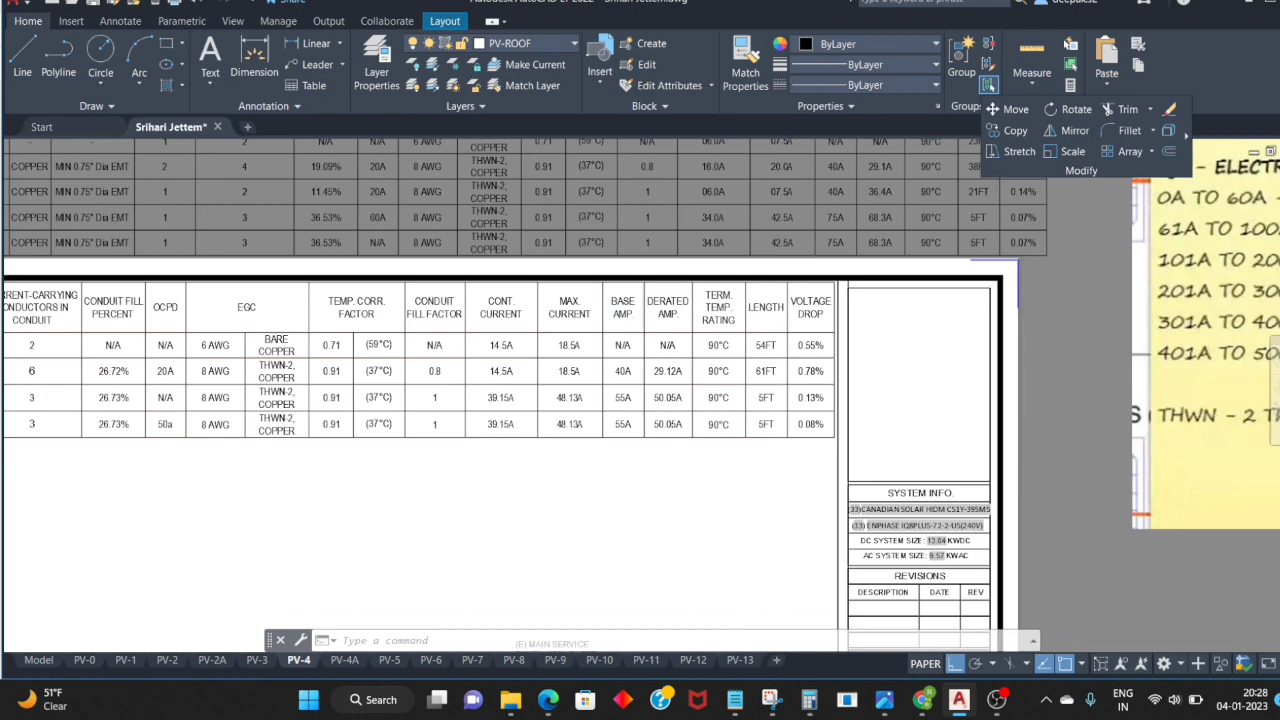 Share
Home Insert Annotate Parametric View Manage Output Collaborate Layout
Line Polyline Circle Arc
Draw
Text Dimension
Linear
Leader
Table
Annotation
Layer Properties
PV-ROOF
Make Current
Match Layer
Layers
Insert
Create
Edit
Edit Attributes
Block
Match Properties
ByLayer
ByLayer
ByLayer
Properties
Group
Groups
Measure
Paste
Move Rotate Trim
Copy Mirror Fillet
Stretch Scale Array
Modify
Start Srihari Jettem*
COPPER MIN 0.75" Dia EMT 2 4 19.09% 20A 8 AWG THWN-2, COPPER 0.91 (37°C) 0.8 16.0A 20.0A 40A 29.1A 90°C
COPPER MIN 0.75" Dia EMT 1 2 11.45% 20A 8 AWG THWN-2, COPPER 0.91 (37°C) 1 06.0A 07.5A 40A 36.4A 90°C 21FT 0.14%
COPPER MIN 0.75" Dia EMT 1 3 36.53% 60A 8 AWG THWN-2, COPPER 0.91 (37°C) 1 34.0A 42.5A 75A 68.3A 90°C 5FT 0.07%
COPPER MIN 0.75" Dia EMT 1 3 36.53% N/A 8 AWG THWN-2, COPPER 0.91 (37°C) 1 34.0A 42.5A 75A 68.3A 90°C 5FT 0.07%
RENT-CARRYING ONDUCTORS IN CONDUIT CONDUIT FILL PERCENT OCPD EGC TEMP. CORR. FACTOR CONDUIT FILL FACTOR CONT. CURRENT MAX. CURRENT BASE AMP. DERATED AMP. TERM. TEMP. RATING LENGTH VOLTAGE DROP
2 N/A N/A 6 AWG BARE COPPER 0.71 (59°C) N/A 14.5A 18.5A N/A N/A 90°C 54FT 0.55%
6 26.72% 20A 8 AWG THWN-2, COPPER 0.91 (37°C) 0.8 14.5A 18.5A 40A 29.12A 90°C 61FT 0.78%
3 26.73% N/A 8 AWG THWN-2, COPPER 0.91 (37°C) 1 39.15A 48.13A 55A 50.05A 90°C 5FT 0.13%
3 26.73% 50a 8 AWG THWN-2, COPPER 0.91 (37°C) 1 39.15A 48.13A 55A 50.05A 90°C 5FT 0.08%
- ELECTR
0A TO 60A -
61A TO 100
101A TO 20
201A TO 30
301A TO 40
401A TO 50
THWN - 2 T
SYSTEM INFO.
(33)CANADIAN SOLAR HIDM CS1Y-395MS
(33) ENPHASE IQ8PLUS-72-2-US(240V)
DC SYSTEM SIZE: 13.04 KWDC
AC SYSTEM SIZE: 9.57 KWAC
REVISIONS
DESCRIPTION DATE REV
Type a command
(E) MAIN SERVICE
Model PV-0 PV-1 PV-2 PV-2A PV-3 PV-4 PV-4A PV-5 PV-6 PV-7 PV-8 PV-9 PV-10 PV-11 PV-12 PV-13 +
PAPER
51°F
Clear
Search
ENG
IN
20:28
04-01-2023